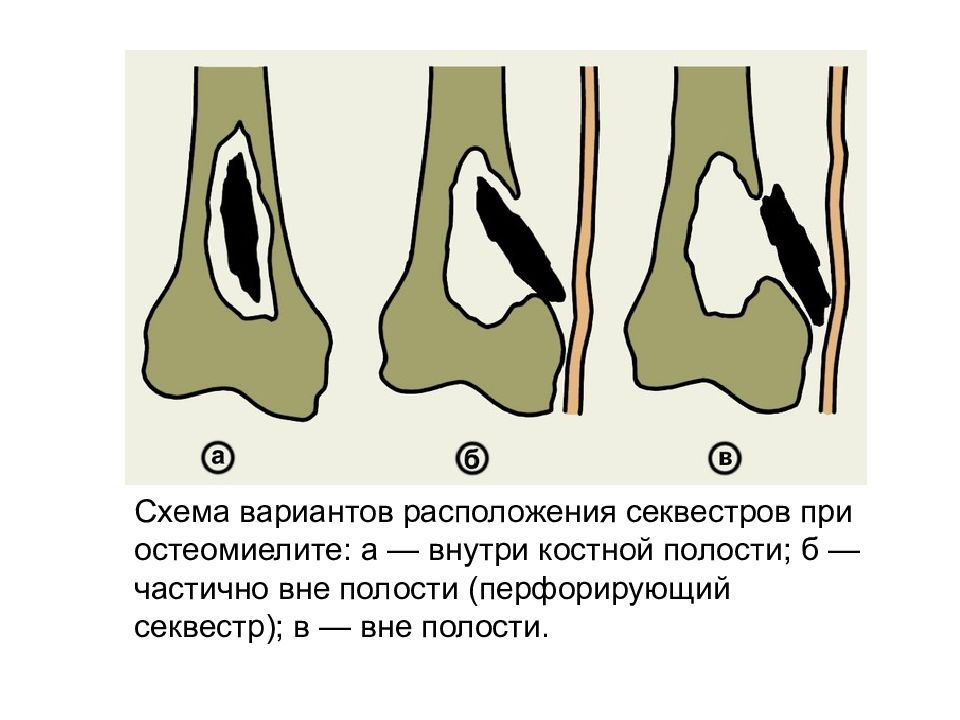 а б в
Схема вариантов расположения секвестров при
остеомиелите: а — внутри костной полости; б —
частично вне полости (перфорирующий
секвестр); в — вне полости.